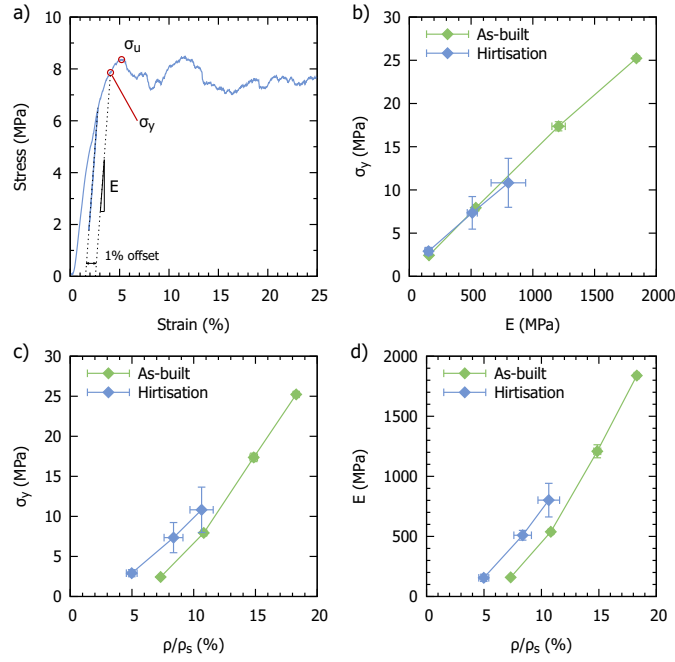 a)
10
8
6
4
2
0
0
5
10
15
20
25
Stress (MPa)
Strain (%)
σu
σy
E
1% offset
b)
As-built
Hirtisation
30
25
20
15
10
5
0
0
500
1000
1500
2000
σy (MPa)
E (MPa)
c)
As-built
Hirtisation
30
25
20
15
10
5
0
0
5
10
15
20
σy (MPa)
ρ/ρs (%)
d)
As-built
Hirtisation
2000
1500
1000
500
0
0
5
10
15
20
E (MPa)
ρ/ρs (%)